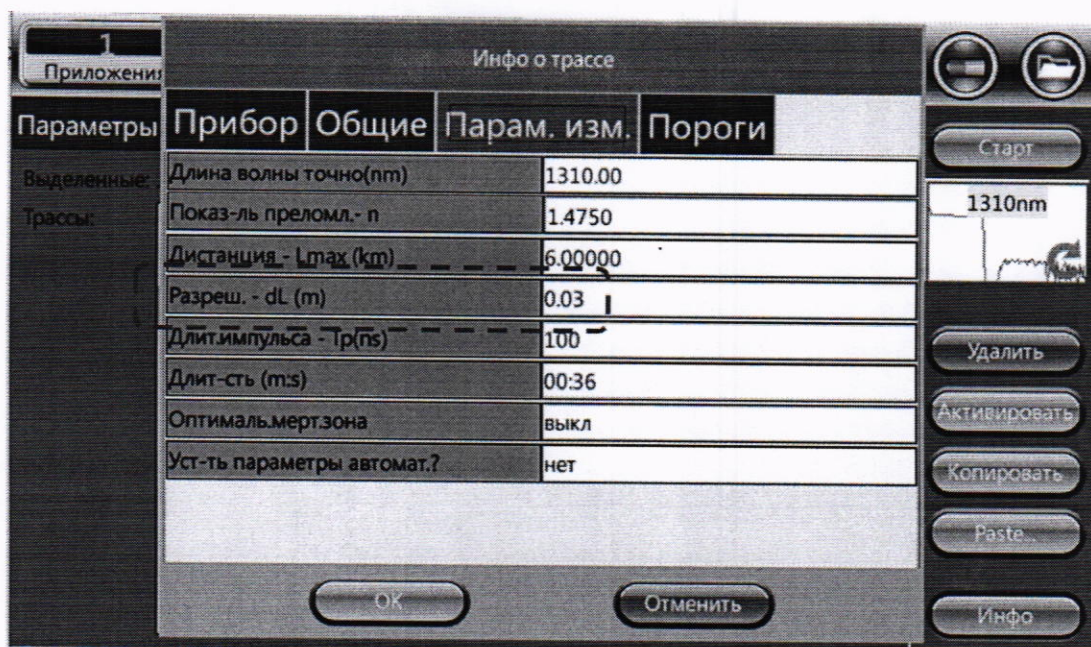 1
Приложения
Инфо о трассе
Параметры
Прибор
Общие
Парам. изм.
Пороги
Старт
Выделенные:
Трассы:
Длина волны точно(nm)
1310.00
Показ-ль преломл.- n
1.4750
Дистанция - Lmax (km)
6.00000
Разреш. - dL (m)
0.03
Длит.импульса - Tp(ns)
100
Длит-сть (m:s)
00:36
Оптималь.мерт.зона
выкл
Уст-ть параметры автомат.?
нет
1310nm
Удалить
Активировать
Копировать
Paste...
Инфо
OK
Отменить